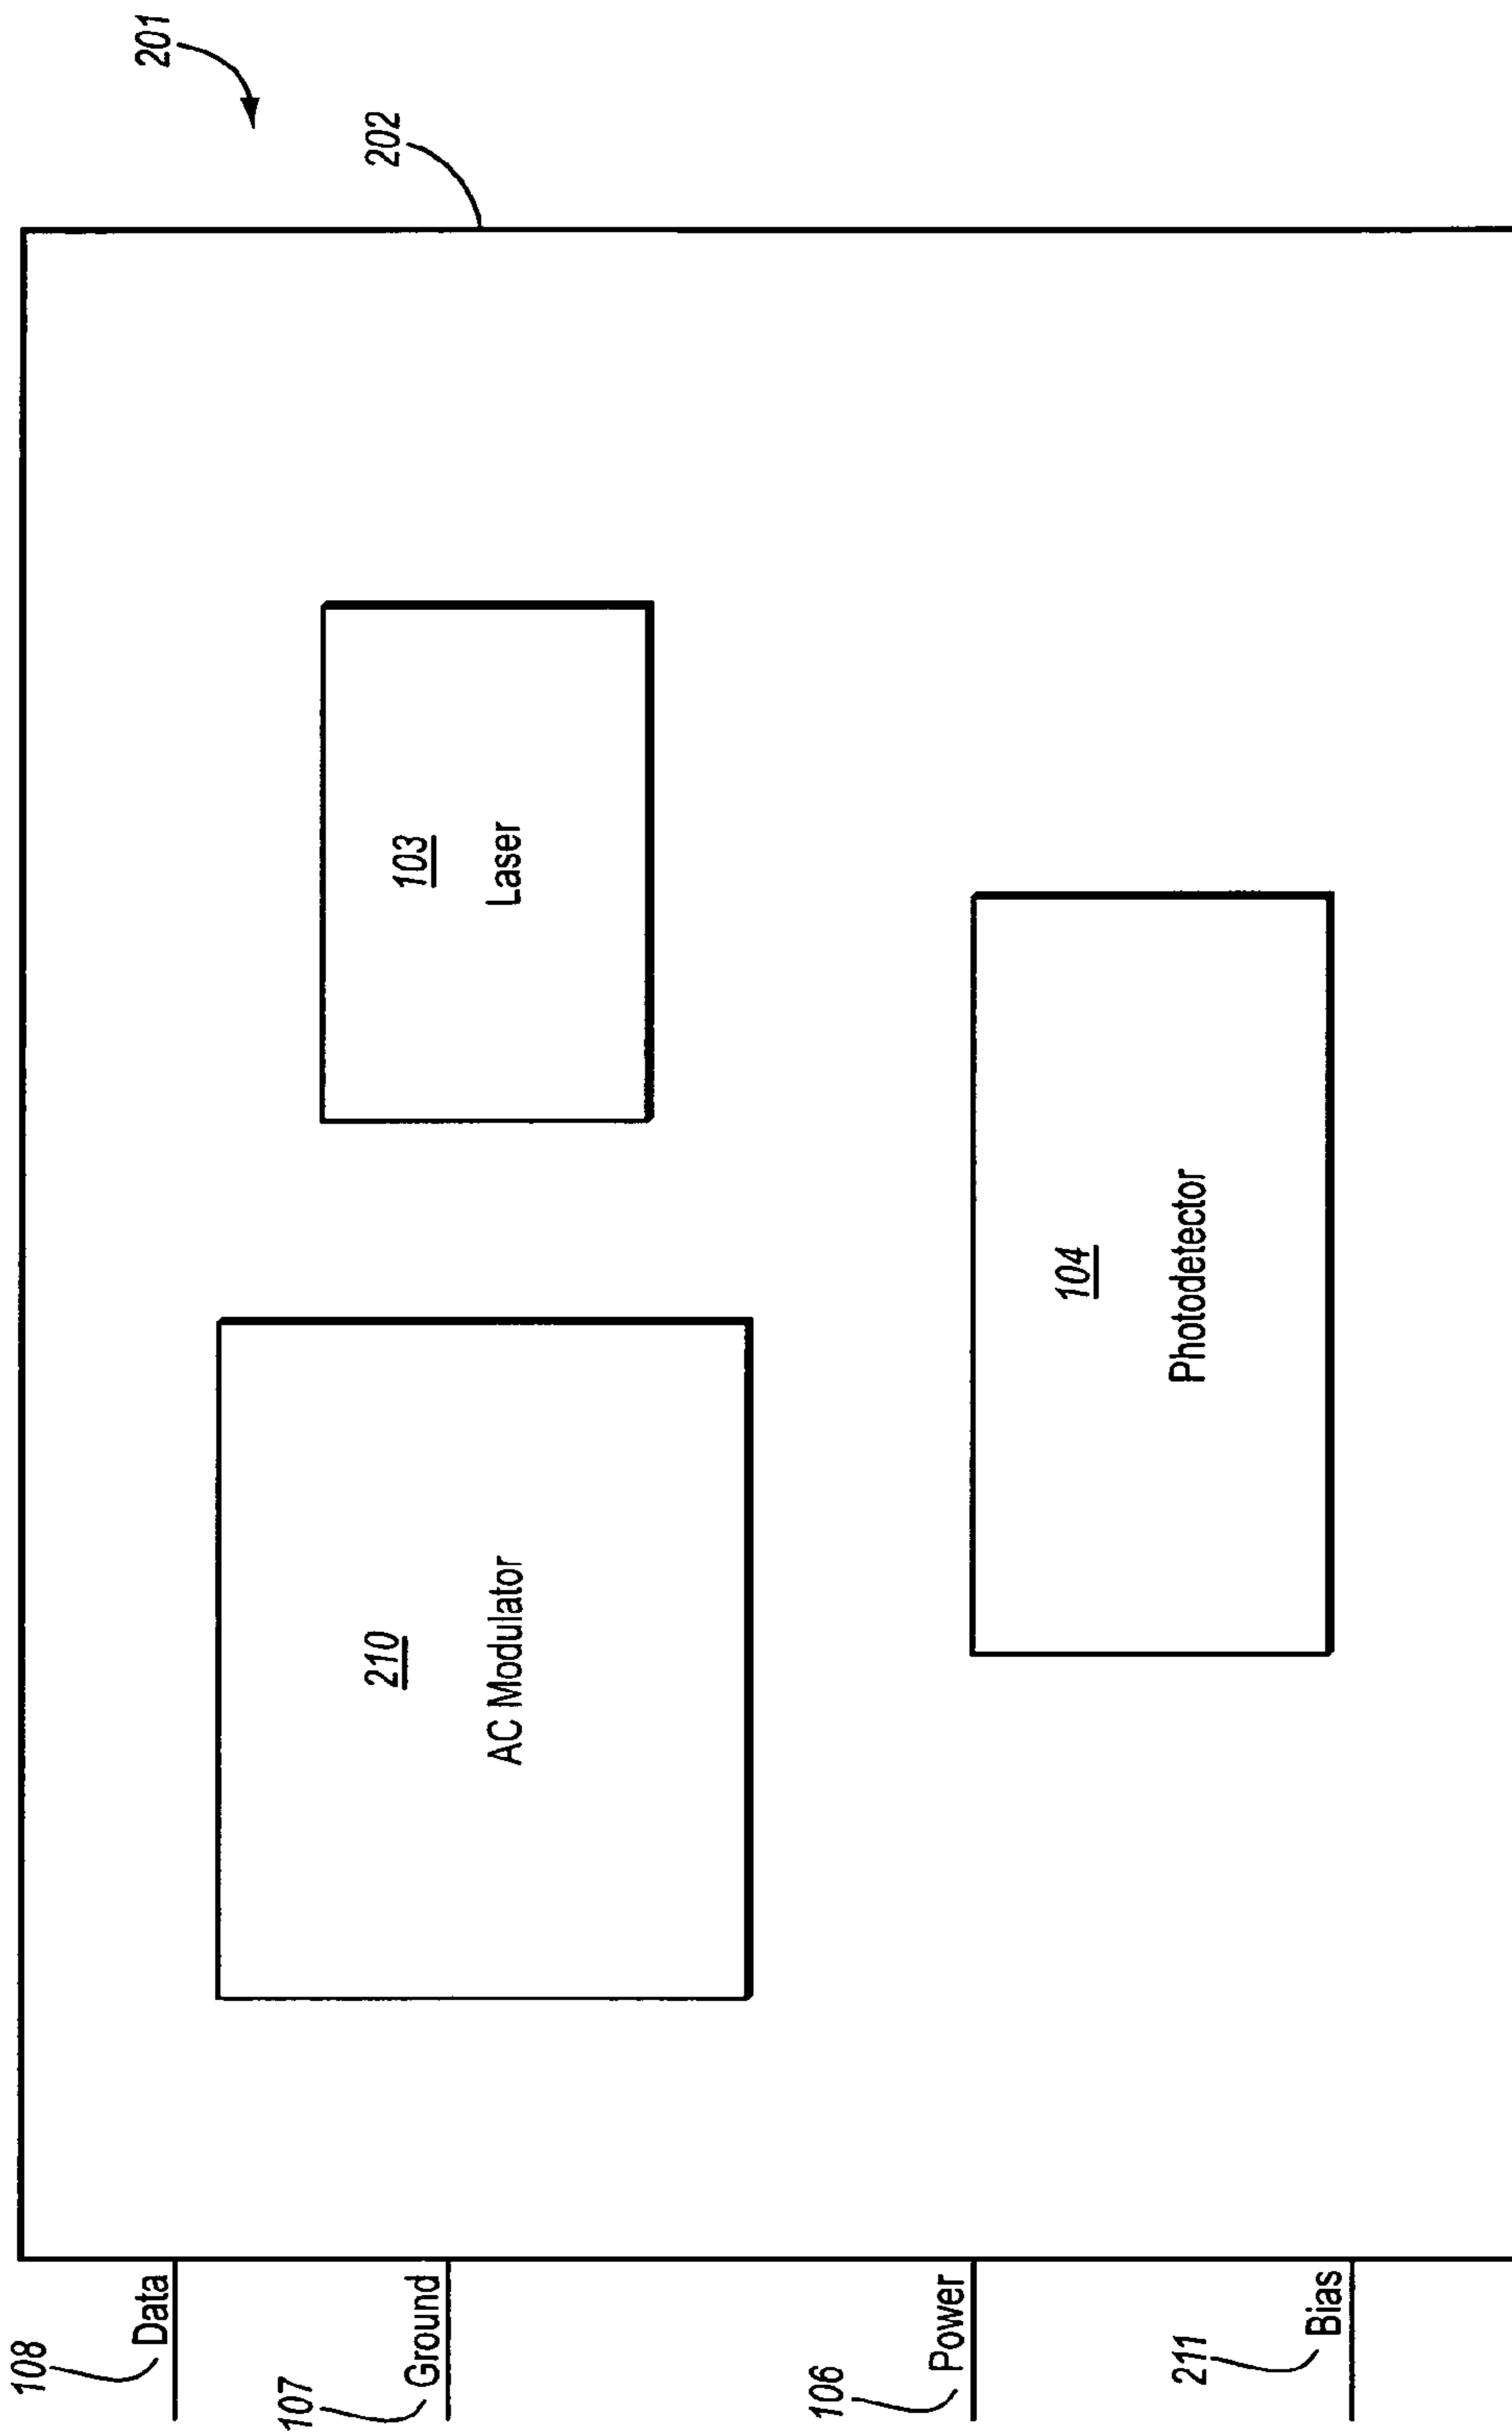 201
202
108
Data
107
Ground
106
Power
211
Bias
210
AC Modulator
103
Laser
104
Photodetector